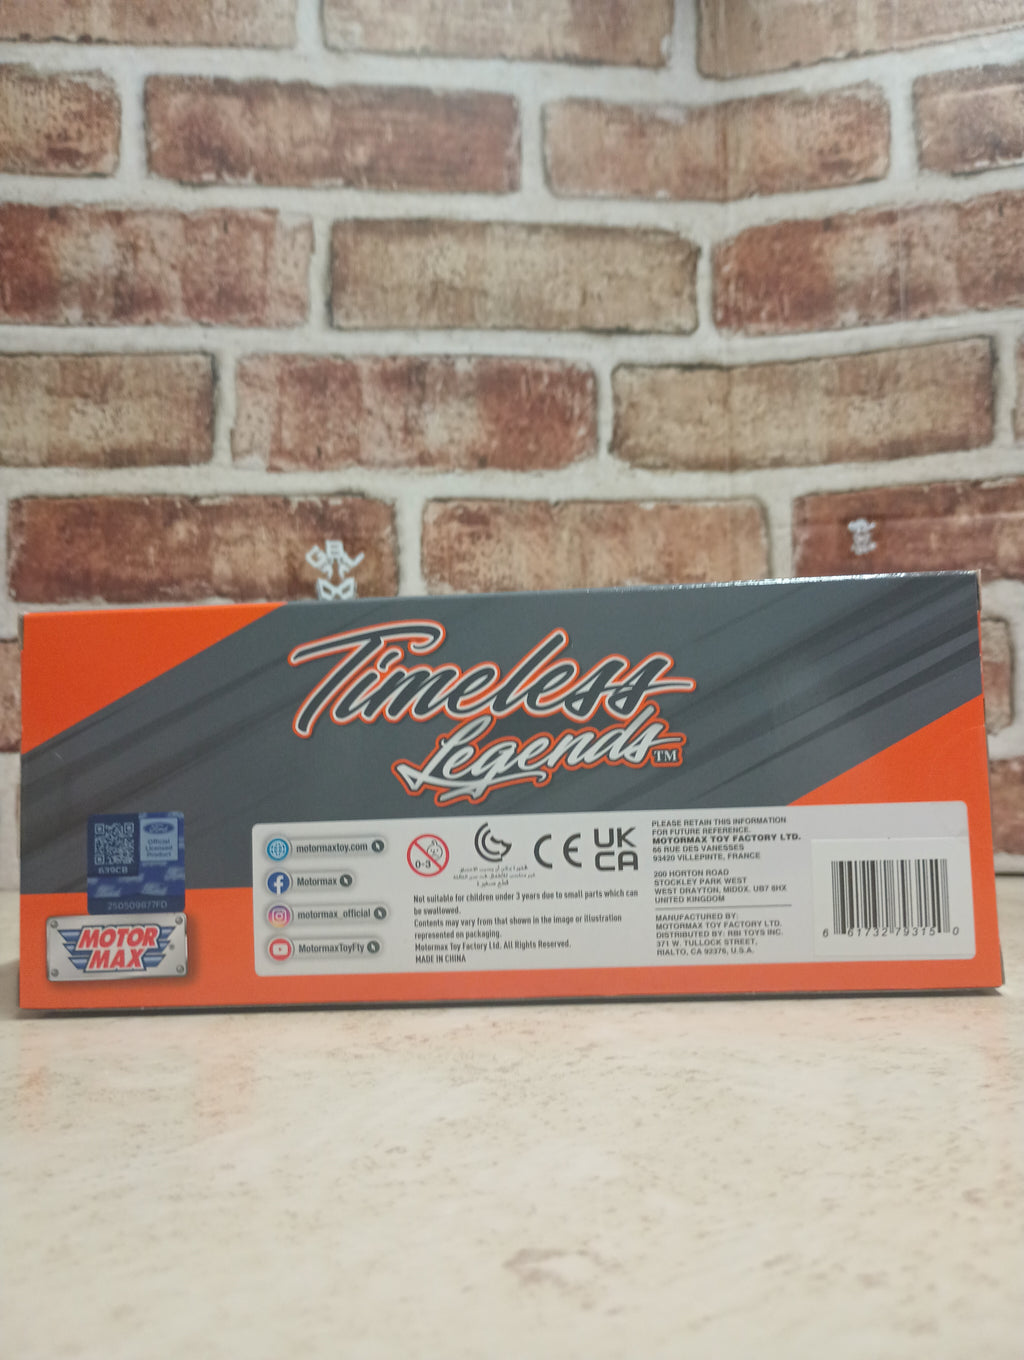 Timeless
Legends™
Ford
Official
Licensed
Product
639CB
250509877FD
MOTOR
MAX
motormaxtoy.com
Motormax
motormax_official
MotormaxToyFty
0-3
CE
UK
CA
Not suitable for children under 3 years due to small parts which can
be swallowed.
Contents may vary from that shown in the image or illustration
represented on packaging.
Motormax Toy Factory Ltd. All Rights Reserved.
MADE IN CHINA
PLEASE RETAIN THIS INFORMATION
FOR FUTURE REFERENCE.
MOTORMAX TOY FACTORY LTD.
66 RUE DES VANESSES
93420 VILLEPINTE, FRANCE
200 HORTON ROAD
STOCKLEY PARK WEST
WEST DRAYTON, MIDDX. UB7 8HX
UNITED KINGDOM
MANUFACTURED BY:
MOTORMAX TOY FACTORY LTD.
DISTRIBUTED BY: RBI TOYS INC.
371 W. TULLOCK STREET,
RIALTO, CA 92376, U.S.A.
6 61732 79315 0